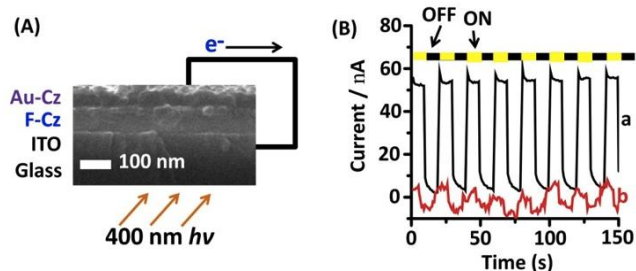 (A)
e-
Au-Cz
F-Cz
ITO
Glass
100 nm
400 nm hv
(B)
OFF ON
Current / nA
80
60
40
20
0
a
b
0 50 100 150
Time (s)